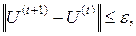 ‖U^(t+1) − U^(t)‖ ≤ ε,